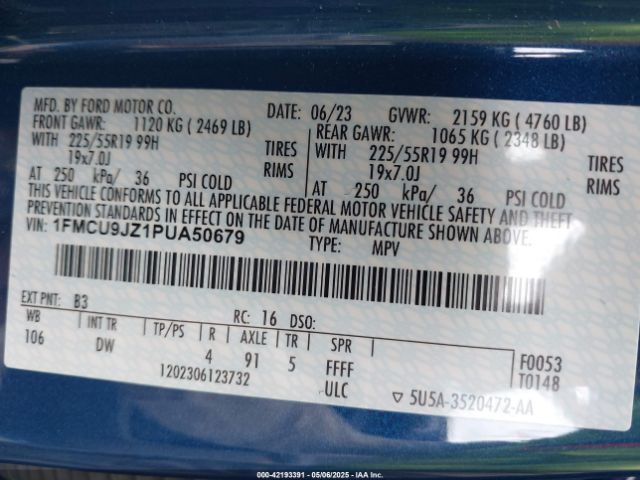 MFD. BY FORD MOTOR CO. DATE: 06/23 GVWR: 2159 KG ( 4760 LB)
FRONT GAWR: 1120 KG ( 2469 LB) REAR GAWR: 1065 KG ( 2348 LB)
WITH 225/55R19 99H TIRES WITH 225/55R19 99H TIRES
19x7.0J RIMS 19x7.0J RIMS
AT 250 kPa/ 36 PSI COLD AT 250 kPa/ 36 PSI COLD
THIS VEHICLE CONFORMS TO ALL APPLICABLE FEDERAL MOTOR VEHICLE SAFETY AND THEFT
PREVENTION STANDARDS IN EFFECT ON THE DATE OF MANUFACTURE SHOWN ABOVE.
VIN: 1FMCU9JZ1PUA50679
TYPE: MPV
EXT PNT: B3 RC: 16 DSO:
WB INT TR TP/PS R AXLE TR SPR
106 DW 4 91 5 FFFF F0053
1202306123732 ULC T0148
▽ 5U5A-3520472-AA
000-42193391 - 05/06/2025 - IAA, Inc.